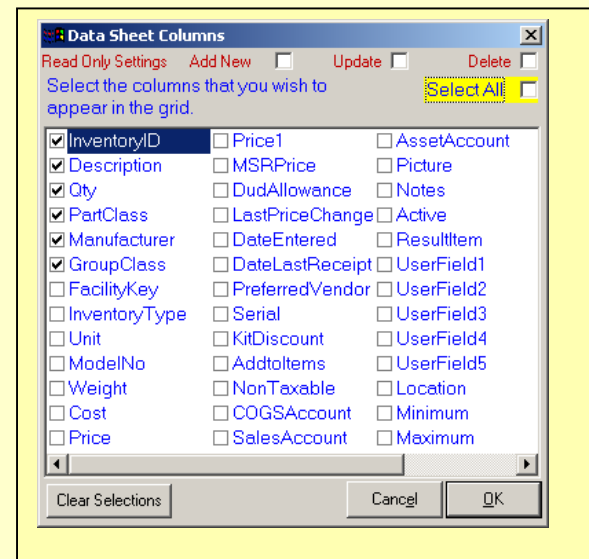 Data Sheet Columns
Read Only Settings Add New Update Delete
Select the columns that you wish to appear in the grid.
Select All
InventoryID Price1 AssetAccount
Description MSRPrice Picture
Qty DudAllowance Notes
PartClass LastPriceChange Active
Manufacturer DateEntered ResultItem
GroupClass DateLastReceipt UserField1
FacilityKey PreferredVendor UserField2
InventoryType Serial UserField3
Unit KitDiscount UserField4
ModelNo AddtoItems UserField5
Weight NonTaxable Location
Cost COGSAccount Minimum
Price SalesAccount Maximum
Clear Selections Cancel OK